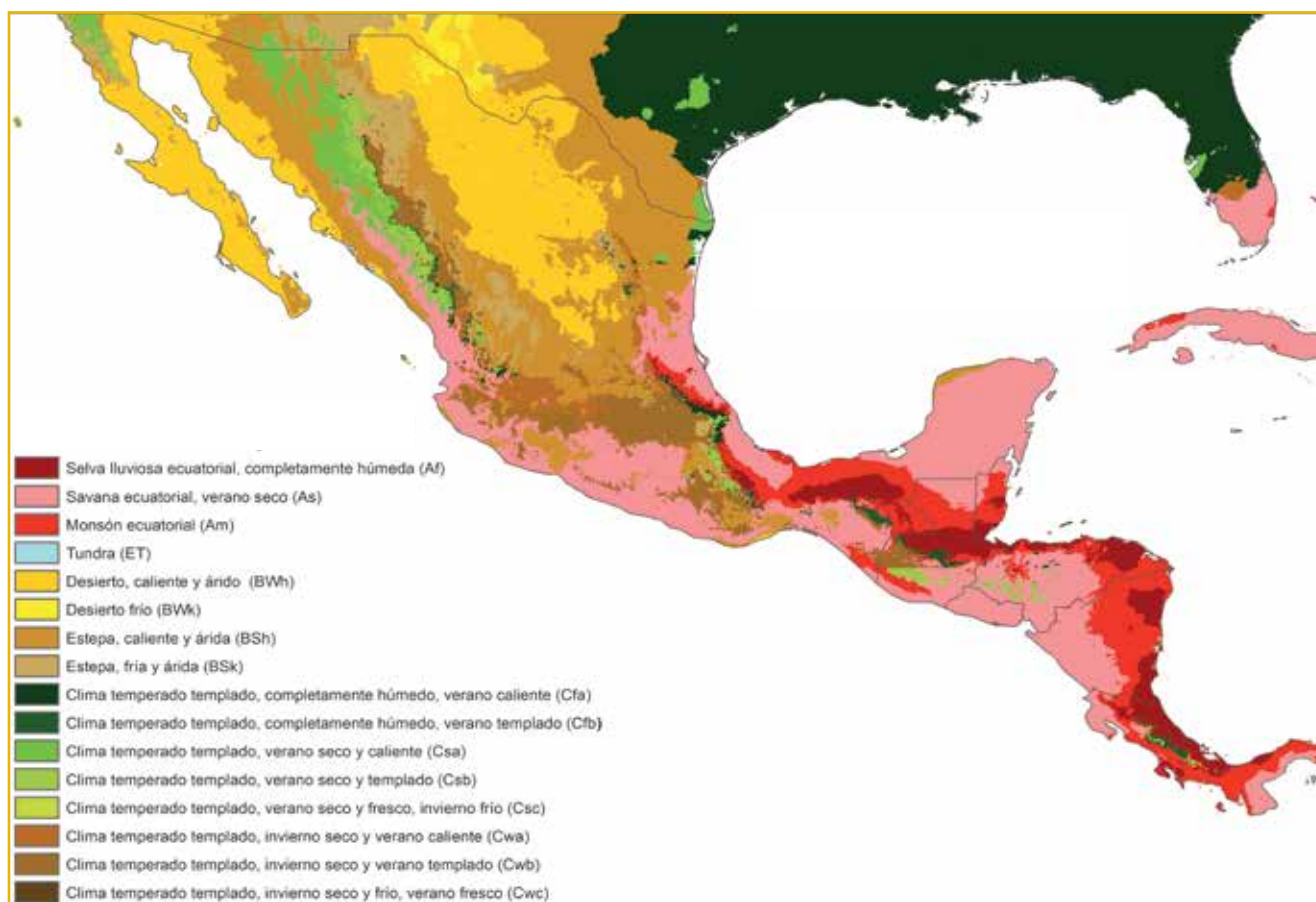 Selva lluviosa ecuatorial, completamente húmeda (Af)
Savana ecuatorial, verano seco (As)
Monsón ecuatorial (Am)
Tundra (ET)
Desierto, caliente y árido (BWh)
Desierto frío (BWk)
Estepa, caliente y árida (BSh)
Estepa, fría y árida (BSk)
Clima temperado templado, completamente húmedo, verano caliente (Cfa)
Clima temperado templado, completamente húmedo, verano templado (Cfb)
Clima temperado templado, verano seco y caliente (Csa)
Clima temperado templado, verano seco y templado (Csb)
Clima temperado templado, verano seco y fresco, invierno frío (Csc)
Clima temperado templado, invierno seco y verano caliente (Cwa)
Clima temperado templado, invierno seco y verano templado (Cwb)
Clima temperado templado, invierno seco y frío, verano fresco (Cwc)